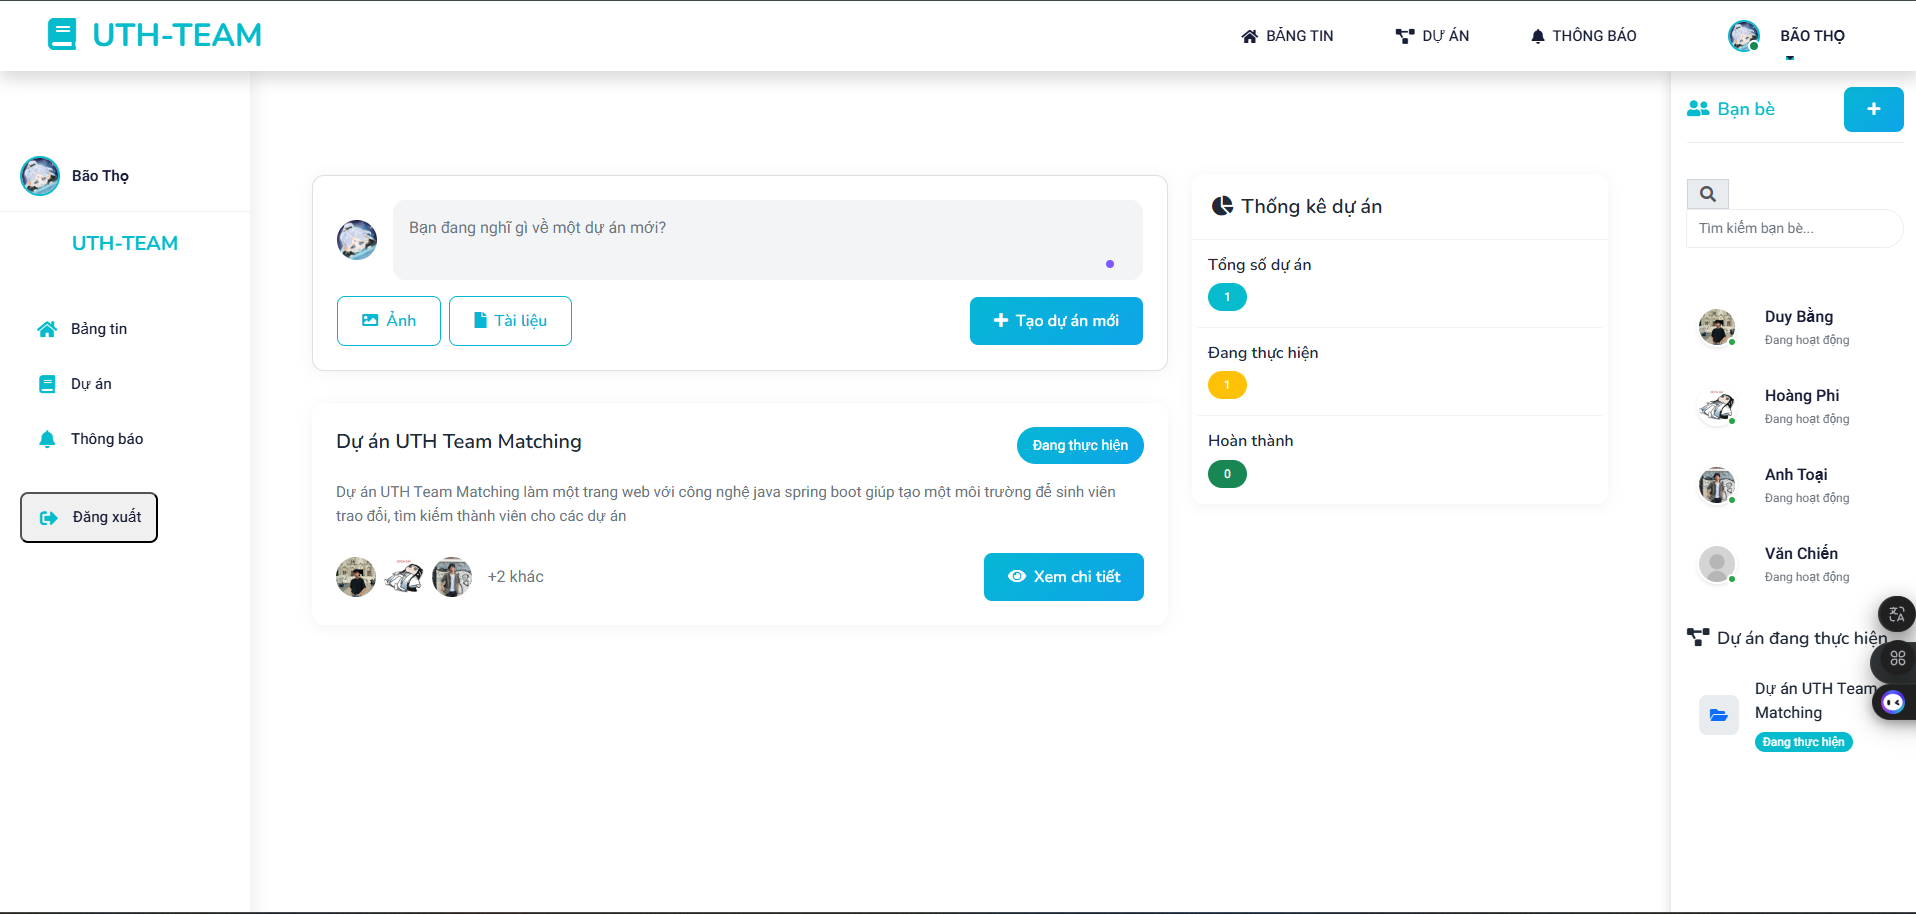 UTH-TEAM
BẢNG TIN
DỰ ÁN
THÔNG BÁO
BÃO THỌ
Bão Thọ
UTH-TEAM
Bảng tin
Dự án
Thông báo
Đăng xuất
Bạn đang nghĩ gì về một dự án mới?
Ảnh
Tài liệu
Tạo dự án mới
Dự án UTH Team Matching
Đang thực hiện
Dự án UTH Team Matching làm một trang web với công nghệ java spring boot giúp tạo một môi trường để sinh viên
trao đổi, tìm kiếm thành viên cho các dự án
+2 khác
Xem chi tiết
Thống kê dự án
Tổng số dự án
1
Đang thực hiện
1
Hoàn thành
0
Bạn bè
Tìm kiếm bạn bè...
Duy Bằng
Đang hoạt động
Hoàng Phi
Đang hoạt động
Anh Toại
Đang hoạt động
Văn Chiến
Đang hoạt động
Dự án đang thực hiện
Dự án UTH Team
Matching
Đang thực hiện